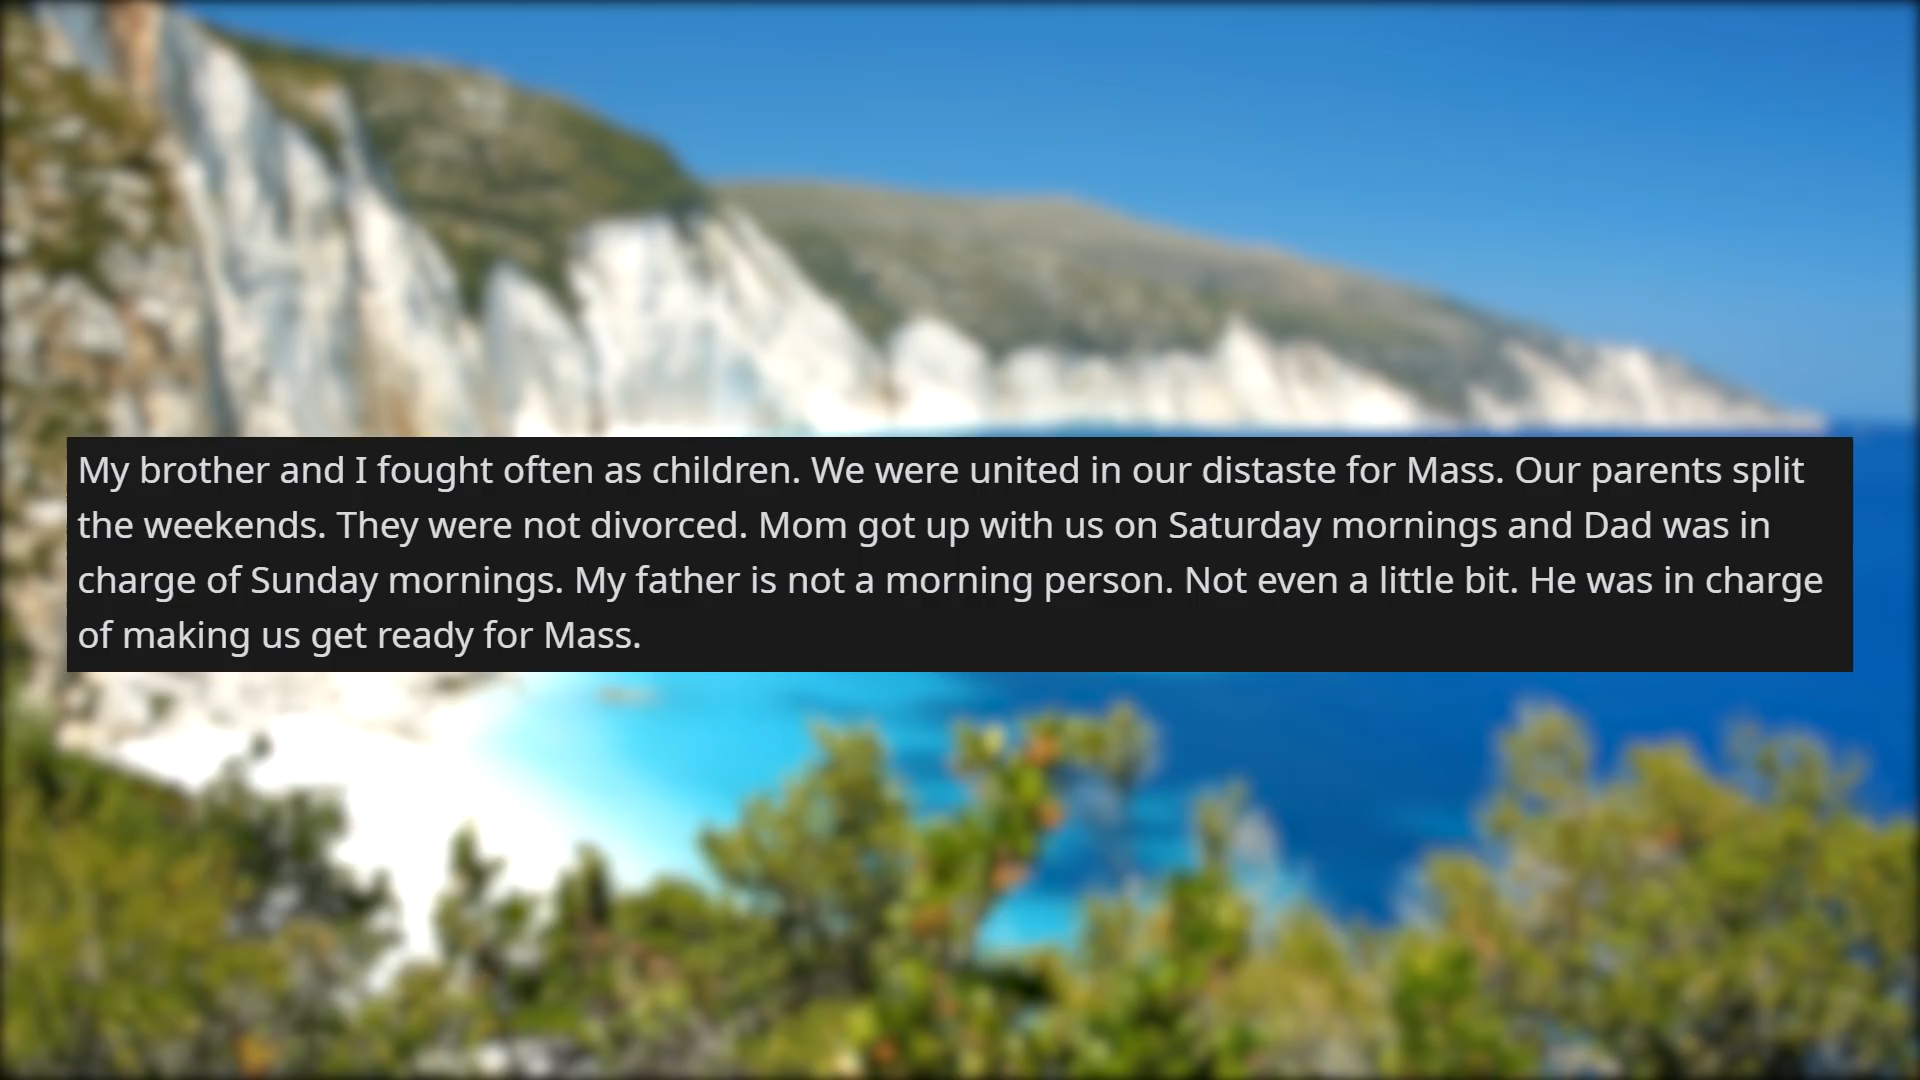 My brother and I fought often as children. We were united in our distaste for Mass. Our parents split
the weekends. They were not divorced. Mom got up with us on Saturday mornings and Dad was in
charge of Sunday mornings. My father is not a morning person. Not even a little bit. He was in charge
of making us get ready for Mass.